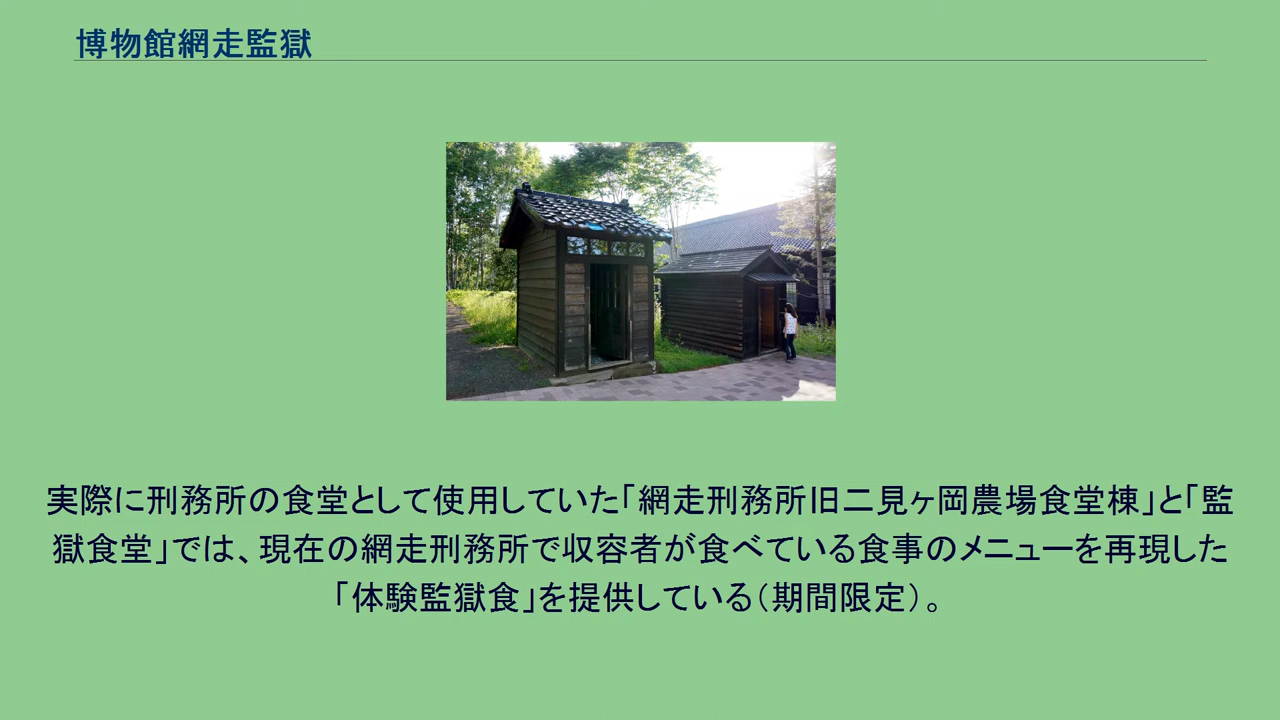 博物館網走監獄
実際に刑務所の食堂として使用していた「網走刑務所旧二見ヶ岡農場食堂棟」と「監
獄食堂」では、現在の網走刑務所で収容者が食べている食事のメニューを再現した
「体験監獄食」を提供している（期間限定）。